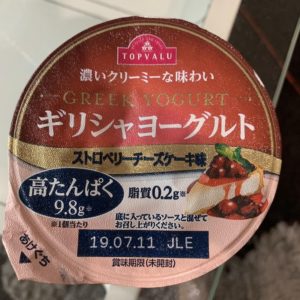 TOPVALU
濃いクリーミーな味わい
GREEK YOGURT
ギリシャヨーグルト
ストロベリーチーズケーキ味
高たんぱく
9.8g※
※1個当たり
脂質0.2g※
底に入っているソースと混ぜて
お召し上がりください。
19.07.11 JLE
賞味期限(未開封)
あけぐち